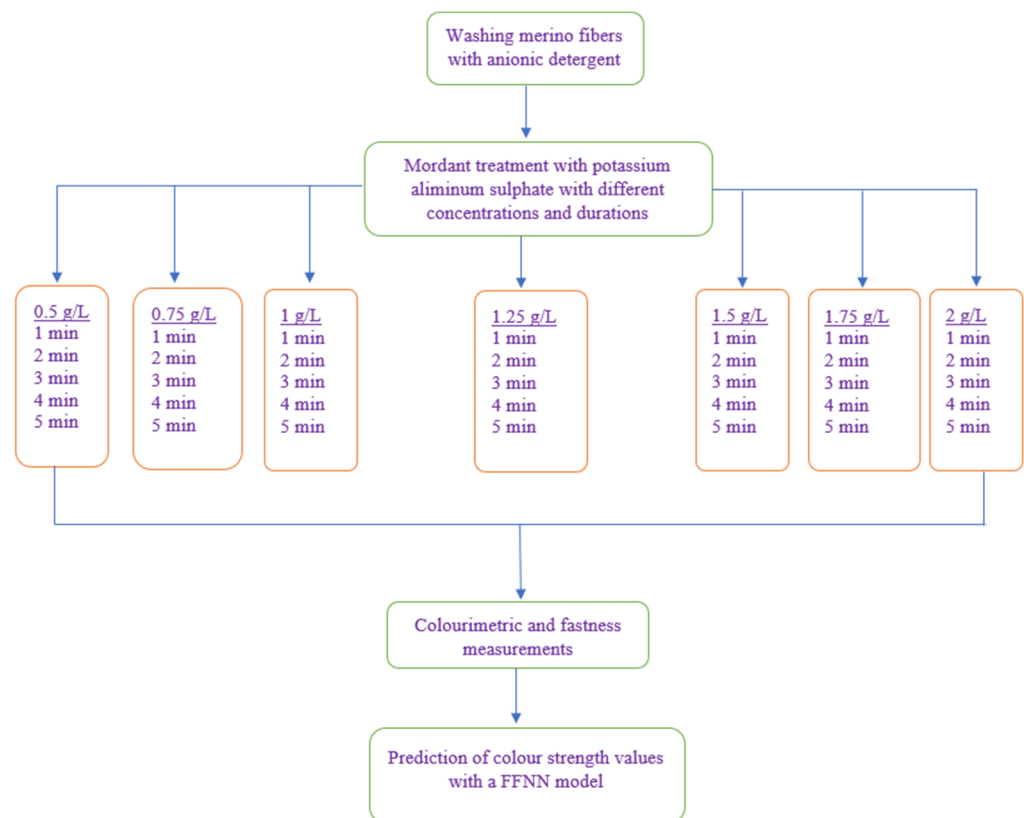 Washing merino fibers
with anionic detergent
Mordant treatment with potassium
aliminum sulphate with different
concentrations and durations
0.5 g/L
1 min
2 min
3 min
4 min
5 min
0.75 g/L
1 min
2 min
3 min
4 min
5 min
1 g/L
1 min
2 min
3 min
4 min
5 min
1.25 g/L
1 min
2 min
3 min
4 min
5 min
1.5 g/L
1 min
2 min
3 min
4 min
5 min
1.75 g/L
1 min
2 min
3 min
4 min
5 min
2 g/L
1 min
2 min
3 min
4 min
5 min
Colourimetric and fastness
measurements
Prediction of colour strength values
with a FFNN model